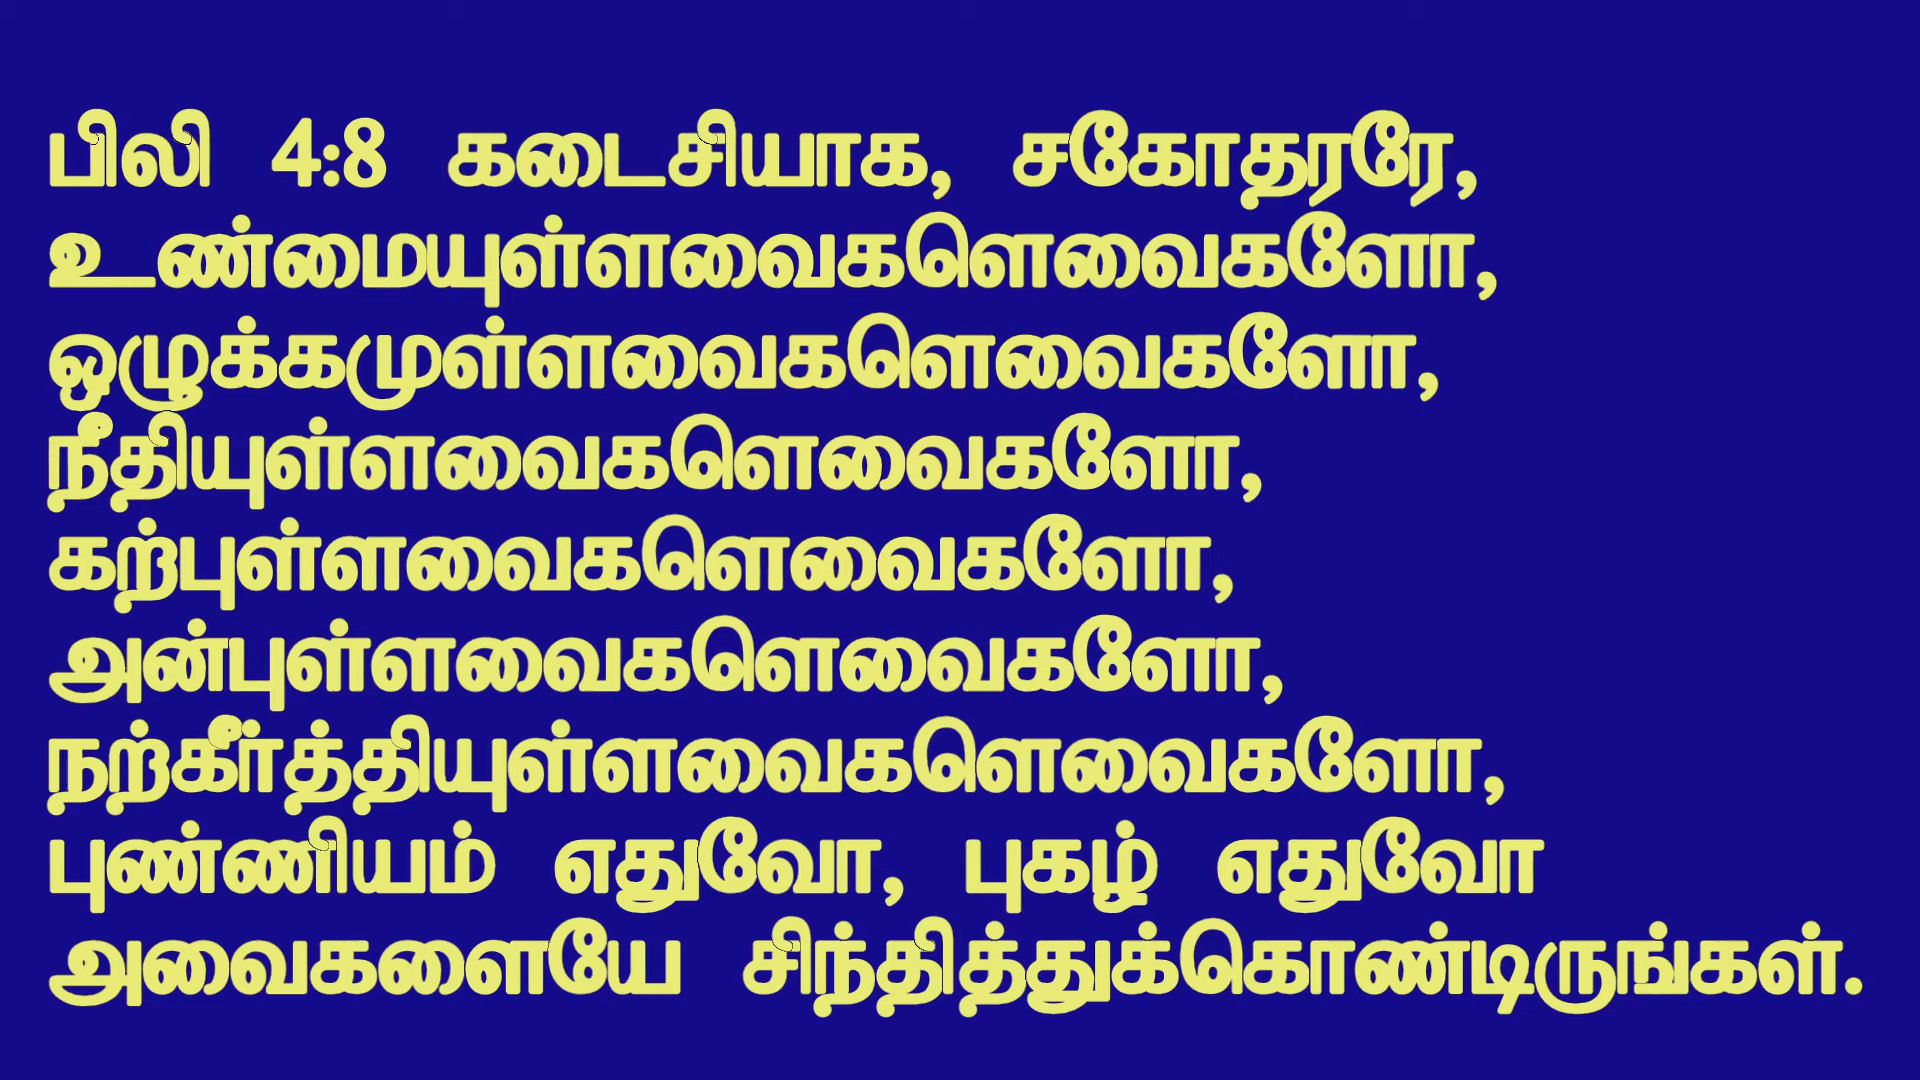 பிலி 4:8 கடைசியாக, சகோதரரே,
உண்மையுள்ளவைகளெவைகளோ,
ஒழுக்கமுள்ளவைகளெவைகளோ,
நீதியுள்ளவைகளெவைகளோ,
கற்புள்ளவைகளெவைகளோ,
அன்புள்ளவைகளெவைகளோ,
நற்கீர்த்தியுள்ளவைகளெவைகளோ,
புண்ணியம் எதுவோ, புகழ் எதுவோ
அவைகளையே சிந்தித்துக்கொண்டிருங்கள்.